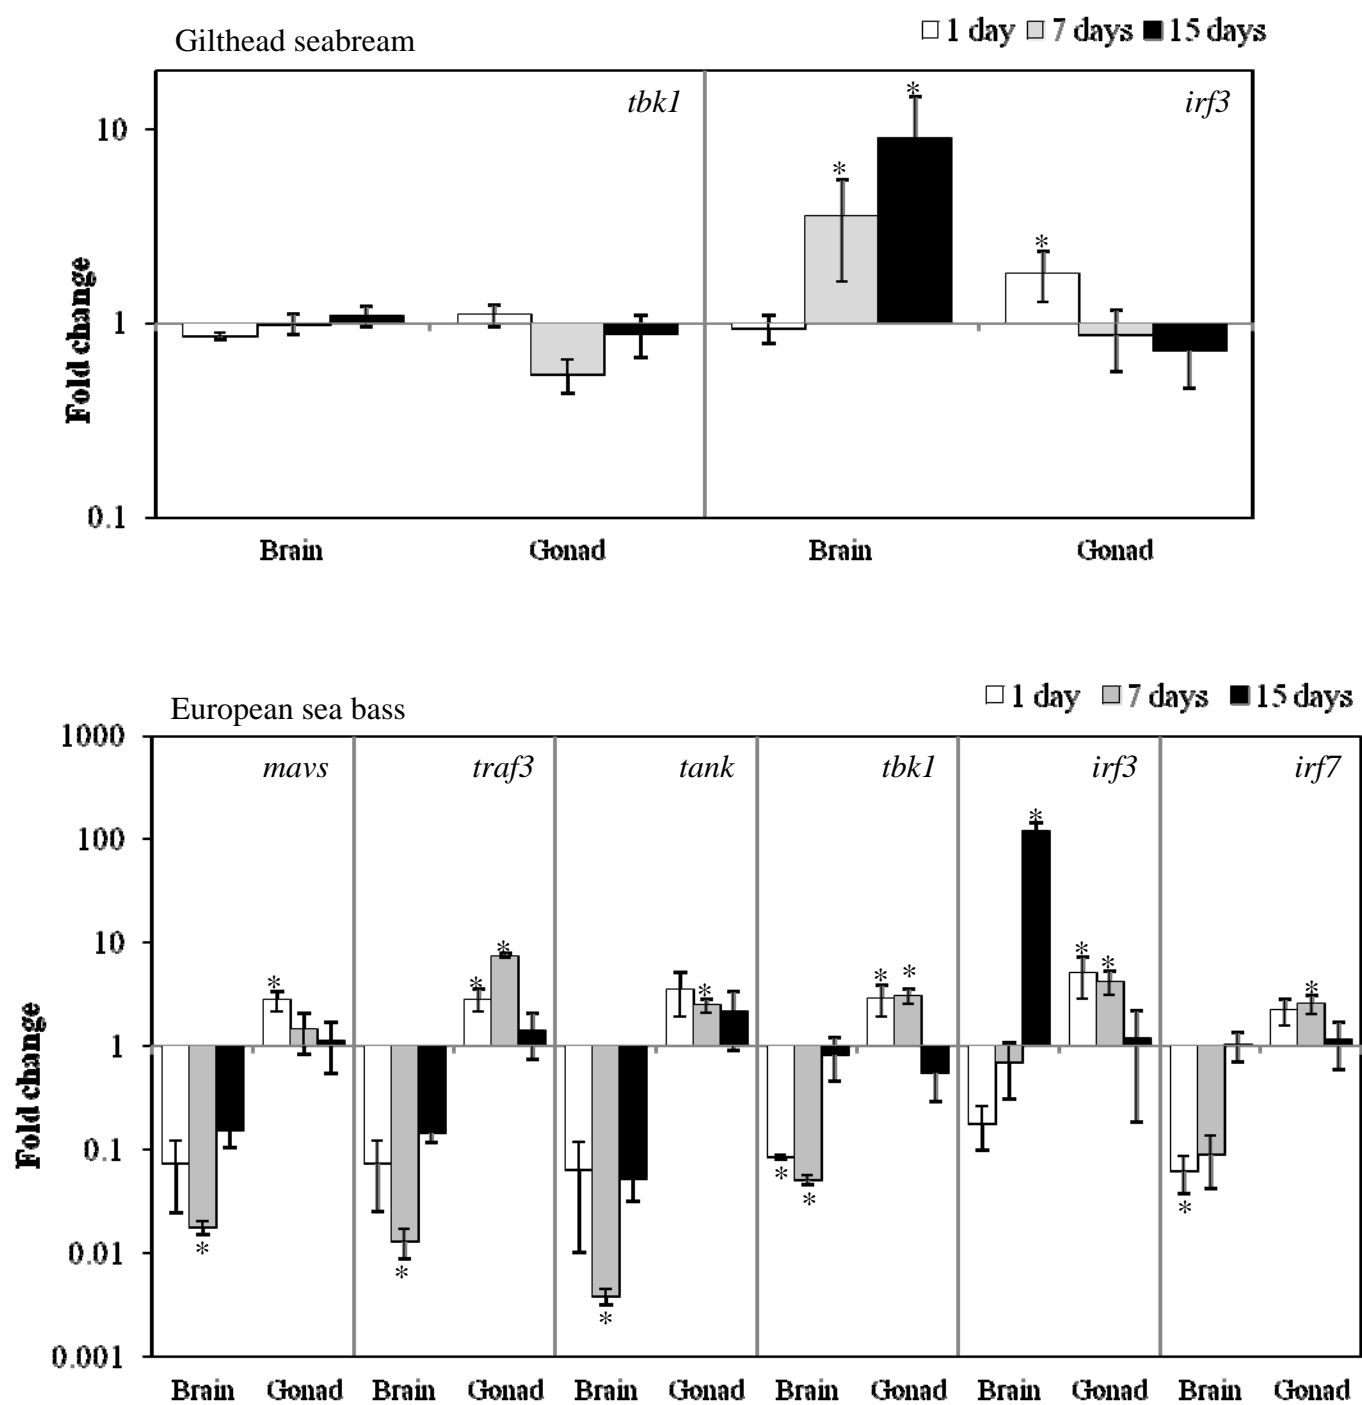 Gilthead seabream
1 day 7 days 15 days
tbk1 irf3
* * *
10
1
0.1
Fold change
Brain Gonad Brain Gonad
European sea bass
1 day 7 days 15 days
mavs traf3 tank tbk1 irf3 irf7
1000
100
10
1
0.1
0.01
0.001
Fold change
* * * * * * * * * * * * * * *
Brain Gonad Brain Gonad Brain Gonad Brain Gonad Brain Gonad Brain Gonad